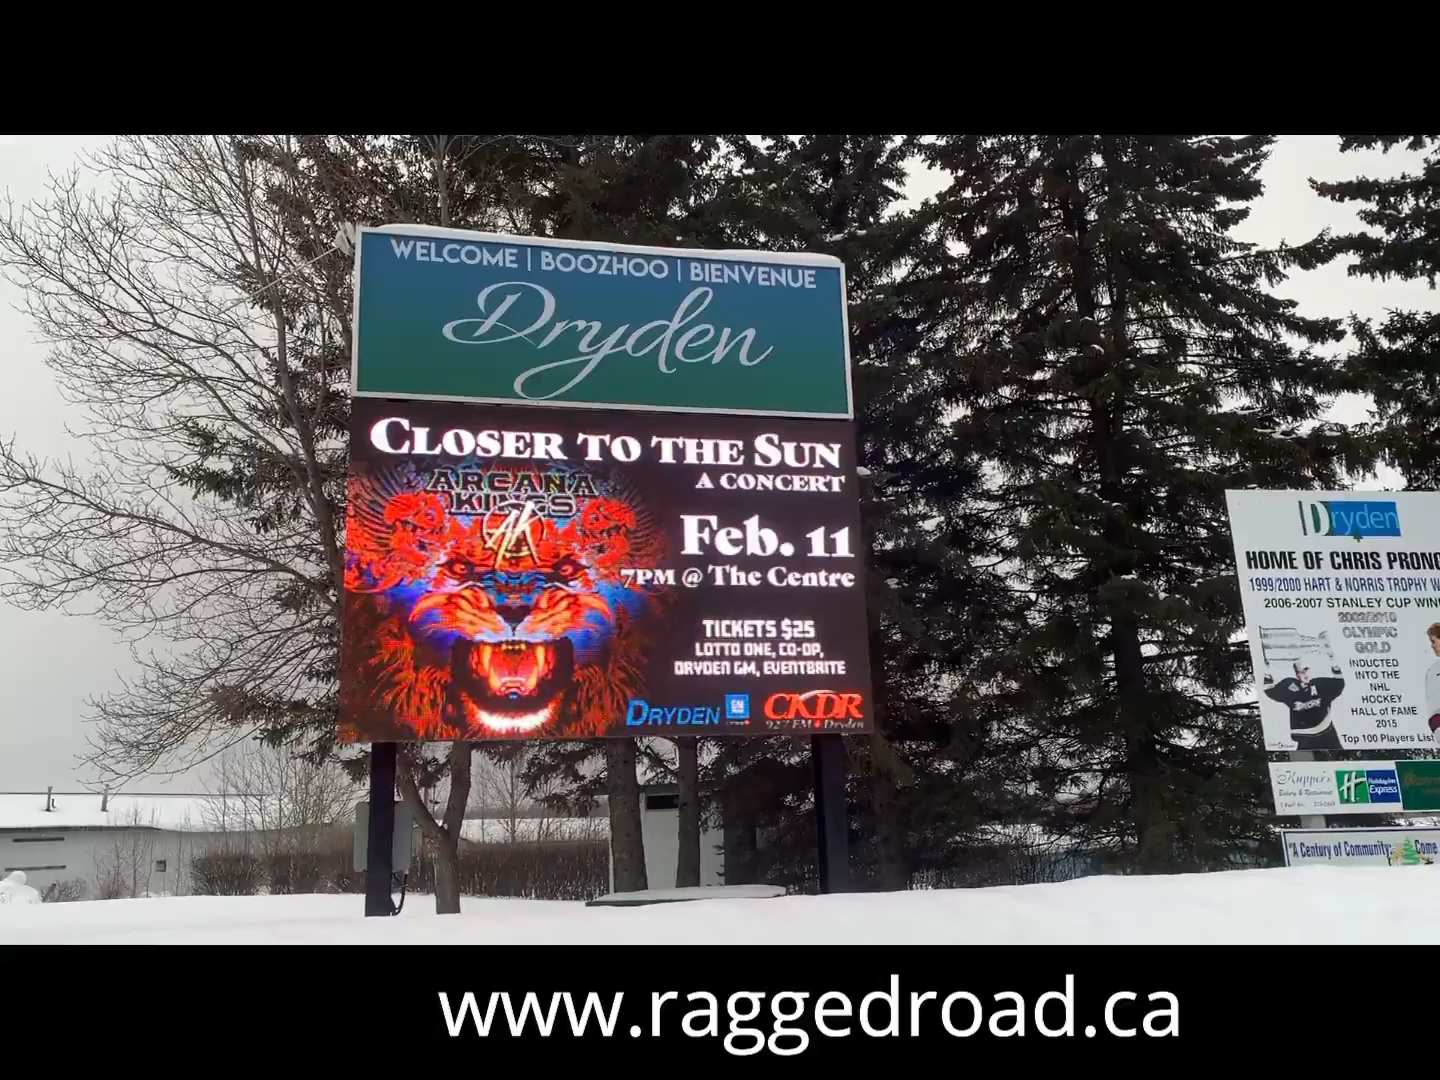 WELCOME | BOOZHOO | BIENVENUE
Dryden
CLOSER TO THE SUN
A CONCERT
ARCANA
KINGS
AK
Feb. 11
7PM @ The Centre
TICKETS $25
LOTTO ONE, CO-OP,
DRYDEN GM, EVENTBRITE
DRYDEN GM
CKDR
92.7 FM Dryden
Dryden
HOME OF CHRIS PRONG
1999/2000 HART & NORRIS TROPHY W
2006-2007 STANLEY CUP WIN
OLYMPIC
GOLD
INDUCTED
INTO THE
NHL
HOCKEY
HALL of FAME
2015
Top 100 Players List
Holiday Inn
Express
"A Century of Community" Come
www.raggedroad.ca